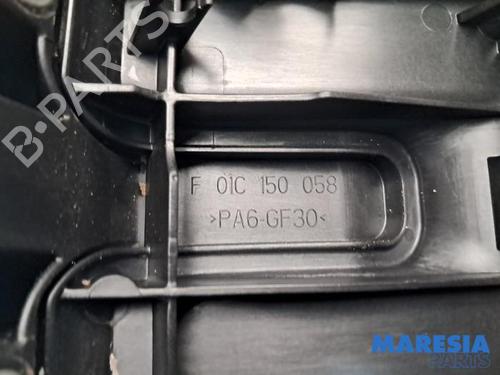 B-PARTS
F 01C 150 058
>PA6-GF30<
MARESIA
PARTS